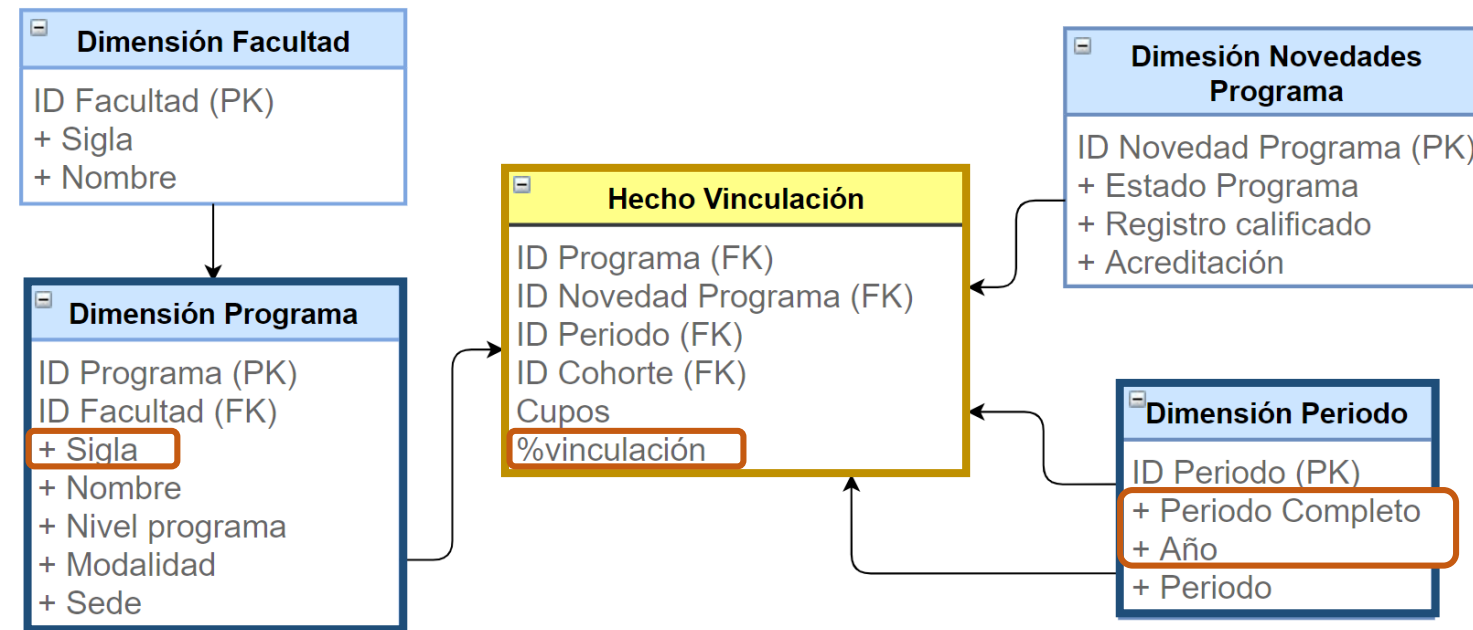 Dimensión Facultad
ID Facultad (PK)
+ Sigla
+ Nombre
Dimensión Programa
ID Programa (PK)
ID Facultad (FK)
+ Sigla
+ Nombre
+ Nivel programa
+ Modalidad
+ Sede
Hecho Vinculación
ID Programa (FK)
ID Novedad Programa (FK)
ID Periodo (FK)
ID Cohorte (FK)
Cupos
%vinculación
Dimesión Novedades
Programa
ID Novedad Programa (PK)
+ Estado Programa
+ Registro calificado
+ Acreditación
Dimensión Periodo
ID Periodo (PK)
+ Periodo Completo
+ Año
+ Periodo